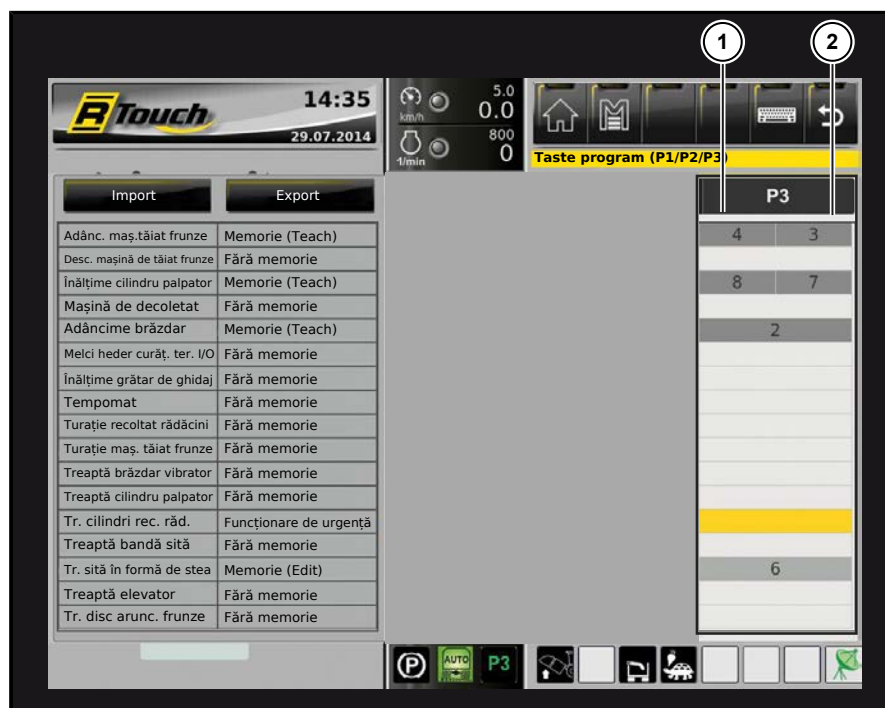 1 2
R Touch 14:35
29.07.2014
km/h 5.0
0.0
1/min 800
0
Taste program (P1/P2/P3)
Import Export
P3
Adânc. maș.tăiat frunze Memorie (Teach) 4 3
Desc. mașină de tăiat frunze Fără memorie
Înălțime cilindru palpator Memorie (Teach) 8 7
Mașină de decoletat Fără memorie
Adâncime brăzdar Memorie (Teach) 2
Melci heder curăț. ter. I/O Fără memorie
Înălțime grătar de ghidaj Fără memorie
Tempomat Fără memorie
Turație recoltat rădăcini Fără memorie
Turație maș. tăiat frunze Fără memorie
Treaptă brăzdar vibrator Fără memorie
Treaptă cilindru palpator Fără memorie
Tr. cilindri rec. răd. Funcționare de urgență
Treaptă bandă sită Fără memorie
Tr. sită în formă de stea Memorie (Edit) 6
Treaptă elevator Fără memorie
Tr. disc arunc. frunze Fără memorie
P AUTO P3